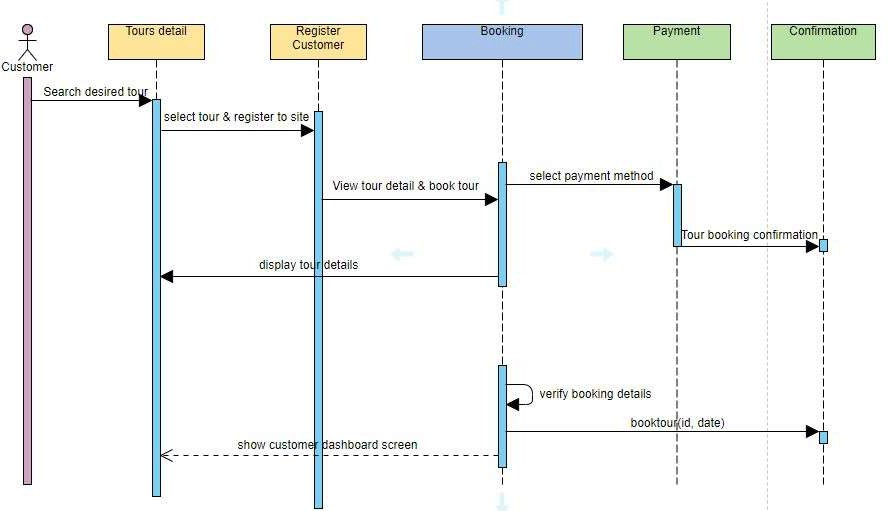 Tours detail
Register
Customer
Booking
Payment
Confirmation
Customer
Search desired tour
select tour & register to site
select payment method
View tour detail & book tour
Tour booking confirmation
display tour details
verify booking details
booktour(id, date)
show customer dashboard screen